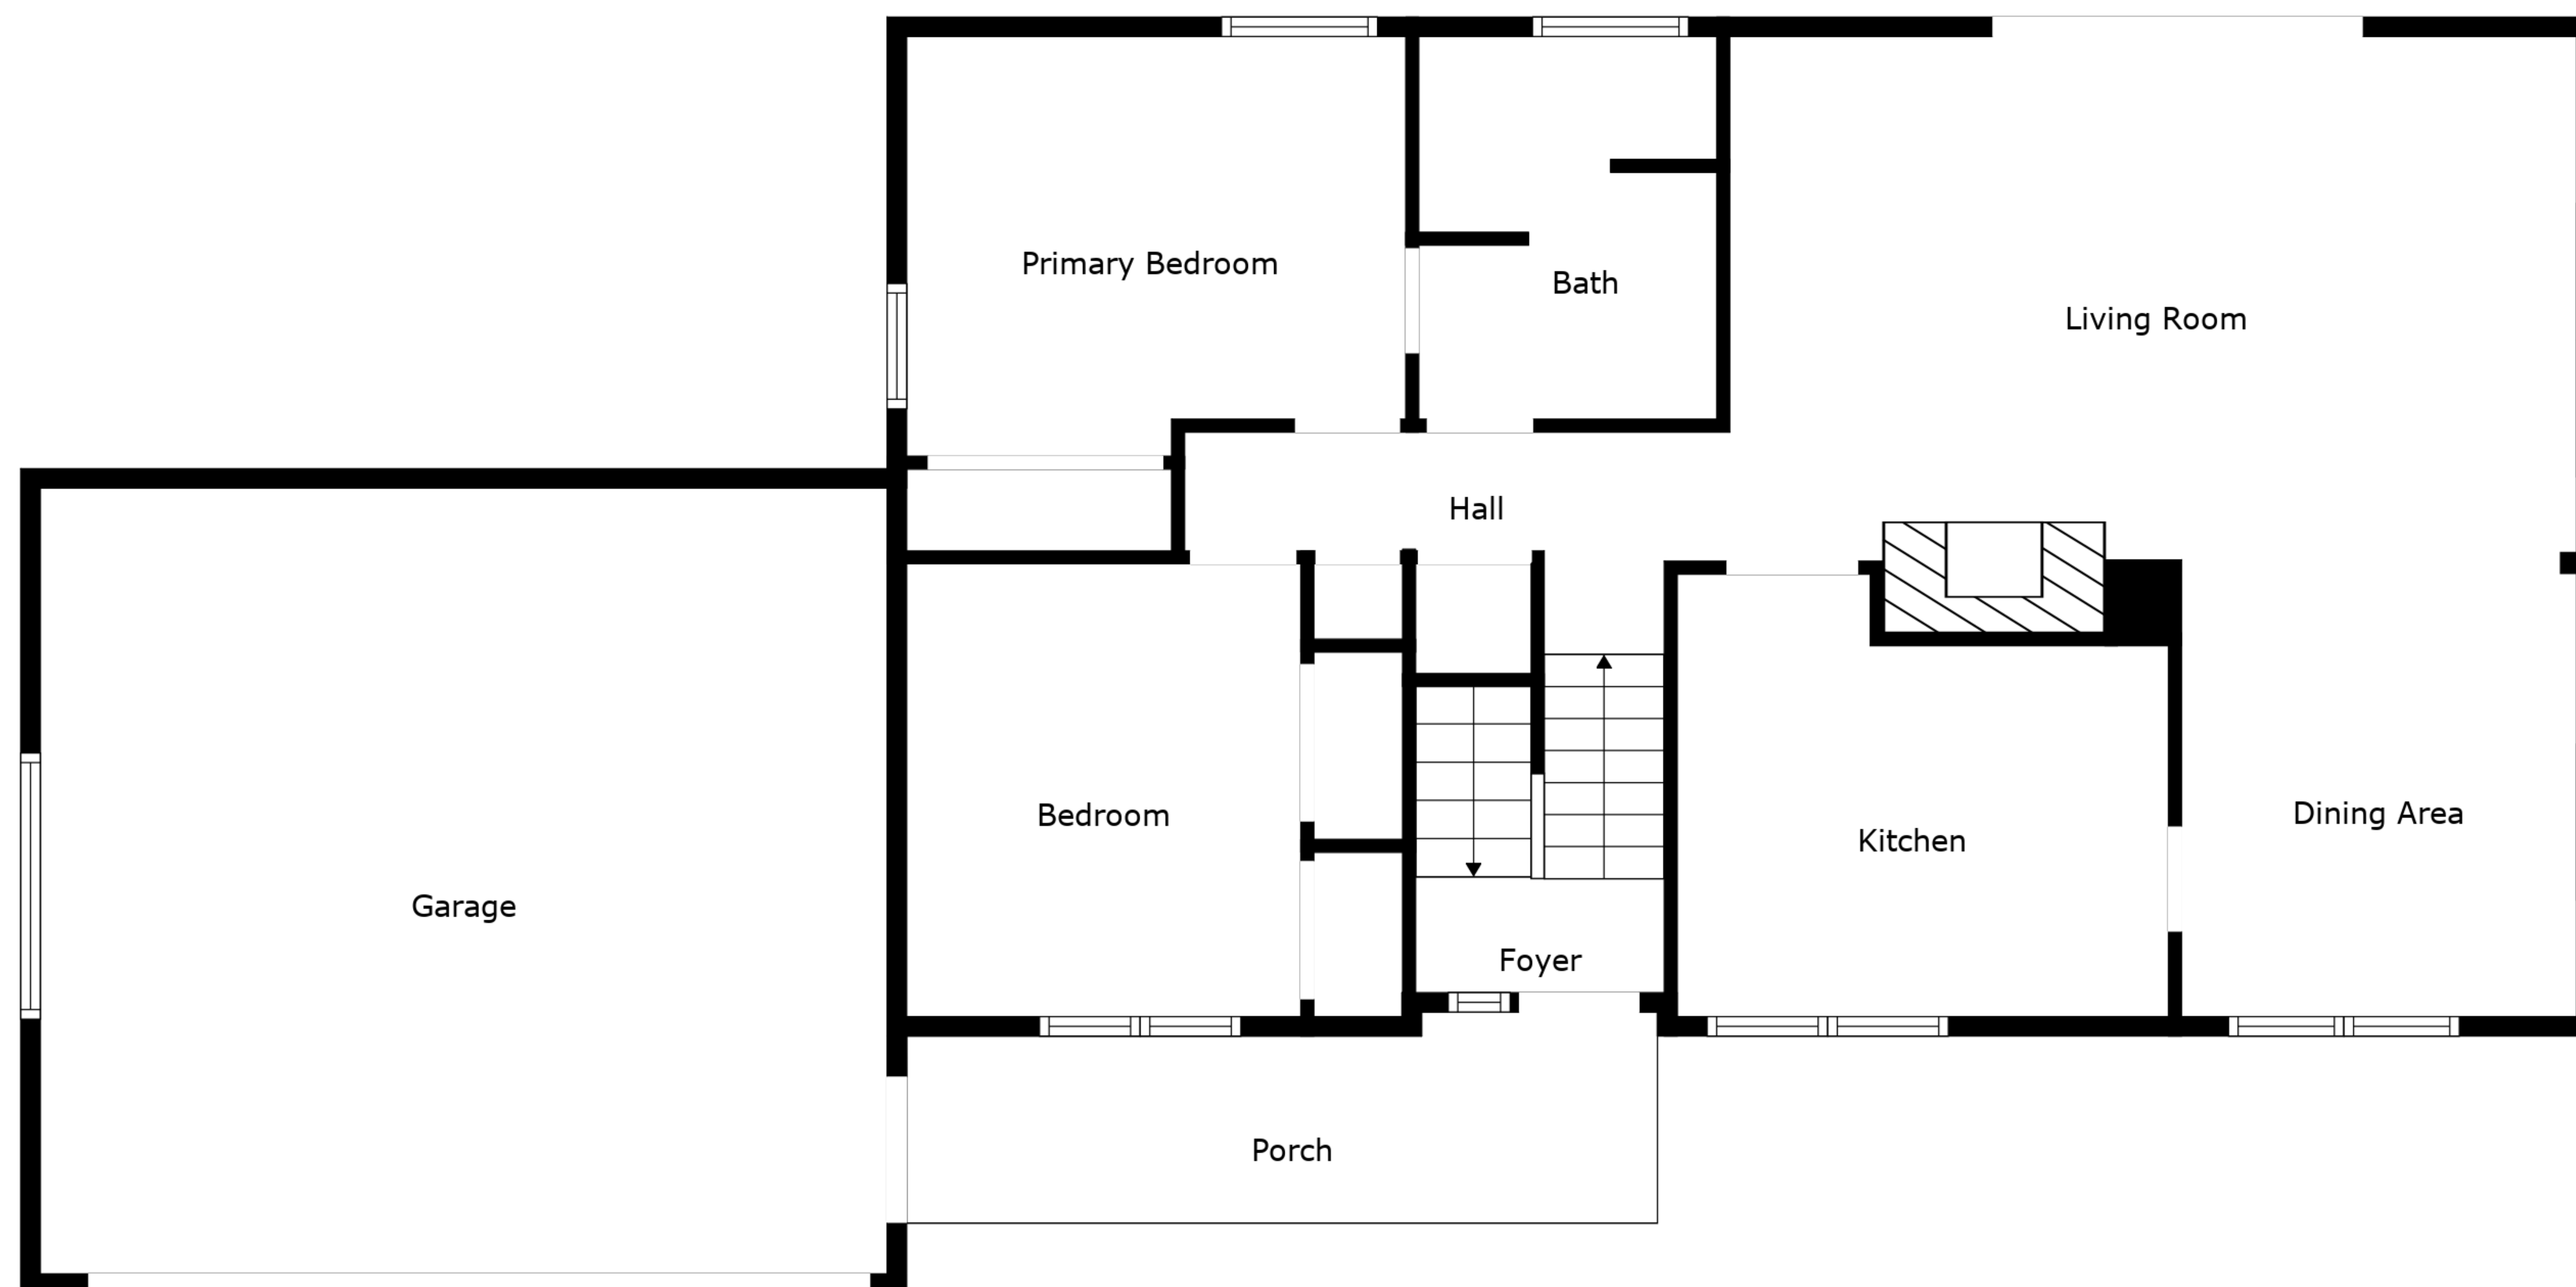 Primary Bedroom
Bath
Living Room
Hall
Bedroom
Dining Area
Kitchen
Garage
Foyer
Porch